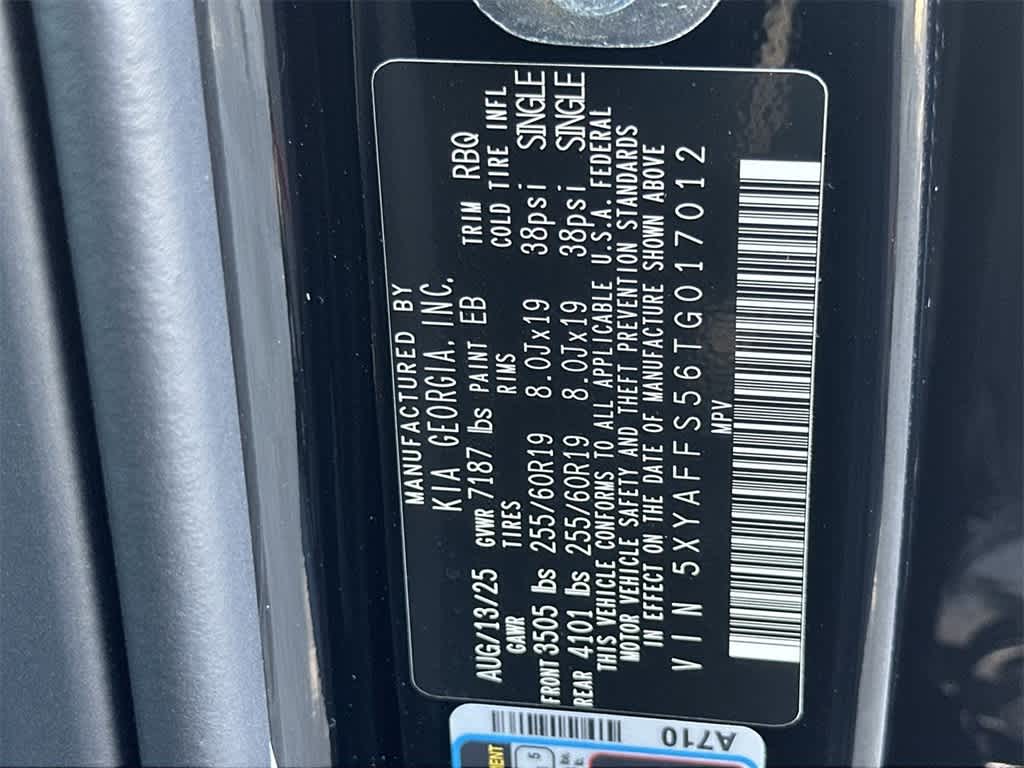 MANUFACTURED BY
KIA GEORGIA, INC.
AUG/13/25 GVWR 7187 lbs PAINT EB TRIM RBQ
GAWR TIRES RIMS COLD TIRE INFL
FRONT 3505 lbs 255/60R19 8.0Jx19 38psi SINGLE
REAR 4101 lbs 255/60R19 8.0Jx19 38psi SINGLE
THIS VEHICLE CONFORMS TO ALL APPLICABLE U.S.A. FEDERAL
MOTOR VEHICLE SAFETY AND THEFT PREVENTION STANDARDS
IN EFFECT ON THE DATE OF MANUFACTURE SHOWN ABOVE
VIN 5XYAFFS56TG017012
MPV
A710
5